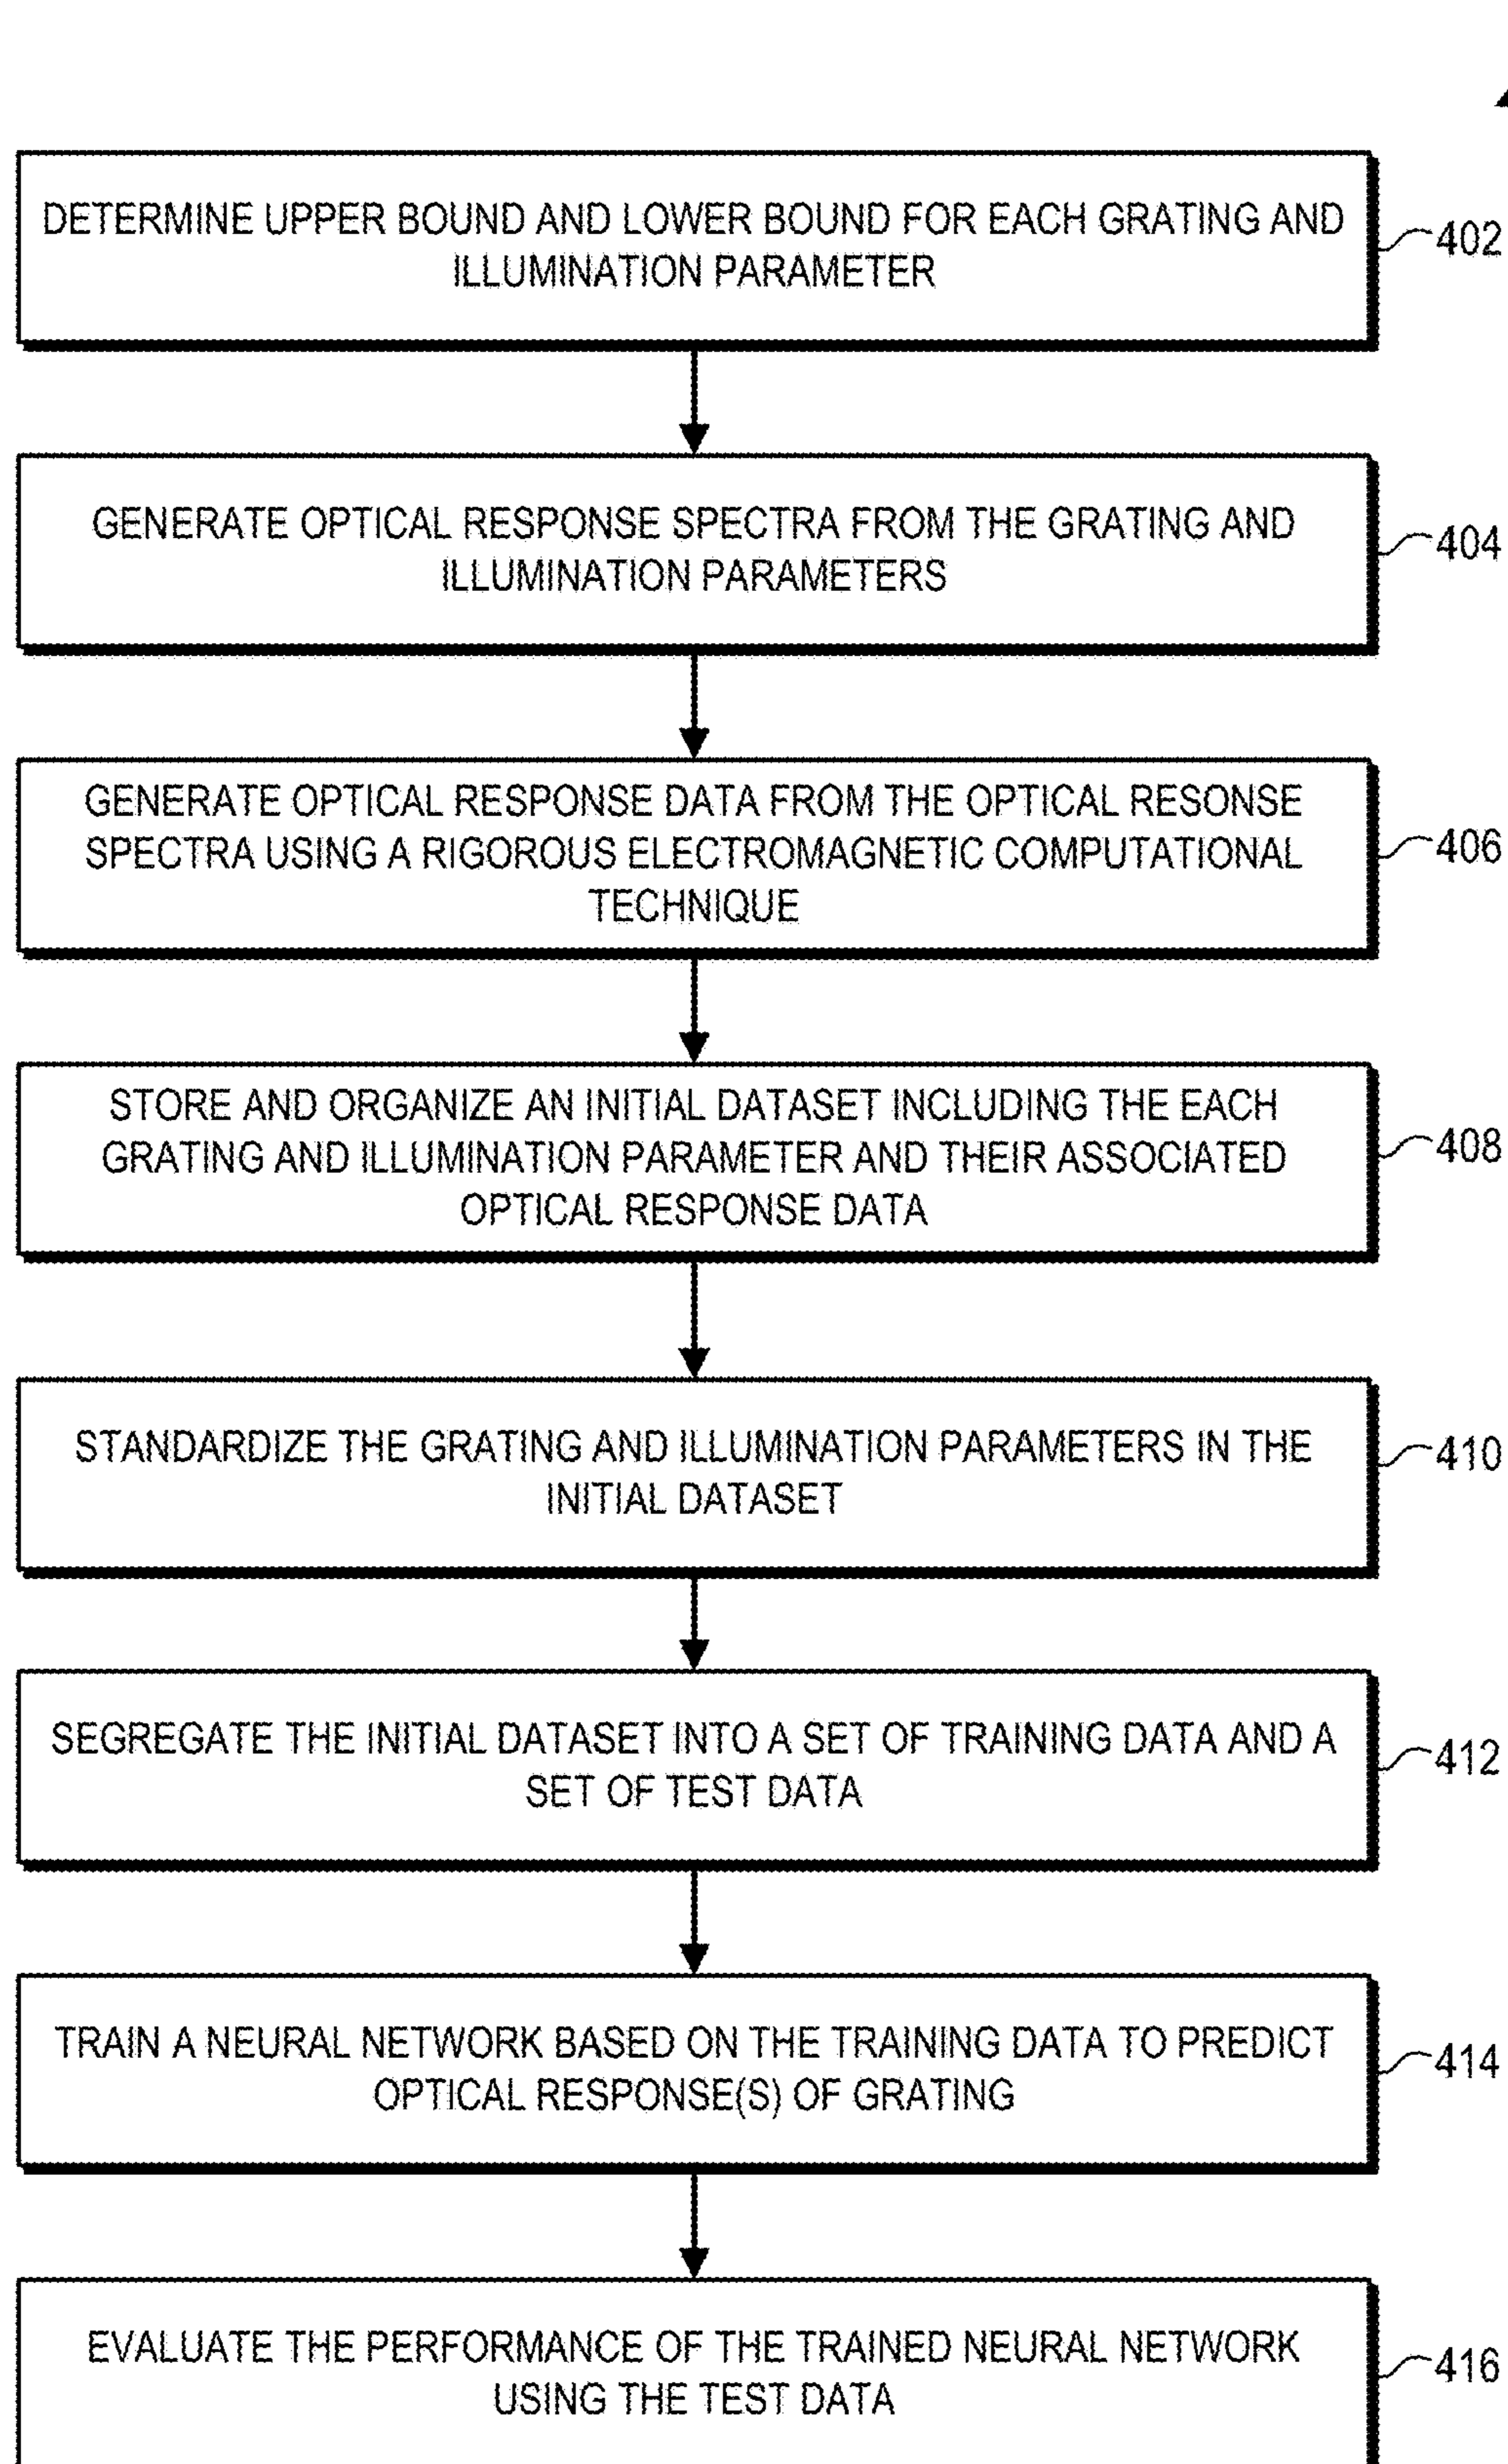 DETERMINE UPPER BOUND AND LOWER BOUND FOR EACH GRATING AND
ILLUMINATION PARAMETER
402
GENERATE OPTICAL RESPONSE SPECTRA FROM THE GRATING AND
ILLUMINATION PARAMETERS
404
GENERATE OPTICAL RESPONSE DATA FROM THE OPTICAL RESONSE
SPECTRA USING A RIGOROUS ELECTROMAGNETIC COMPUTATIONAL
TECHNIQUE
406
STORE AND ORGANIZE AN INITIAL DATASET INCLUDING THE EACH
GRATING AND ILLUMINATION PARAMETER AND THEIR ASSOCIATED
OPTICAL RESPONSE DATA
408
STANDARDIZE THE GRATING AND ILLUMINATION PARAMETERS IN THE
INITIAL DATASET
410
SEGREGATE THE INITIAL DATASET INTO A SET OF TRAINING DATA AND A
SET OF TEST DATA
412
TRAIN A NEURAL NETWORK BASED ON THE TRAINING DATA TO PREDICT
OPTICAL RESPONSE(S) OF GRATING
414
EVALUATE THE PERFORMANCE OF THE TRAINED NEURAL NETWORK
USING THE TEST DATA
416